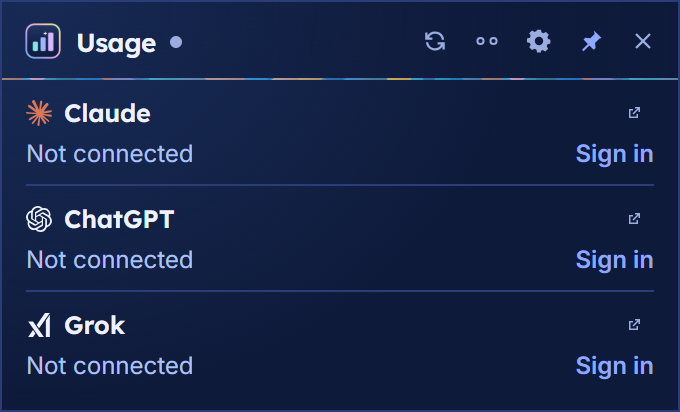 Usage
Claude
Not connected
Sign in
ChatGPT
Not connected
Sign in
Grok
Not connected
Sign in